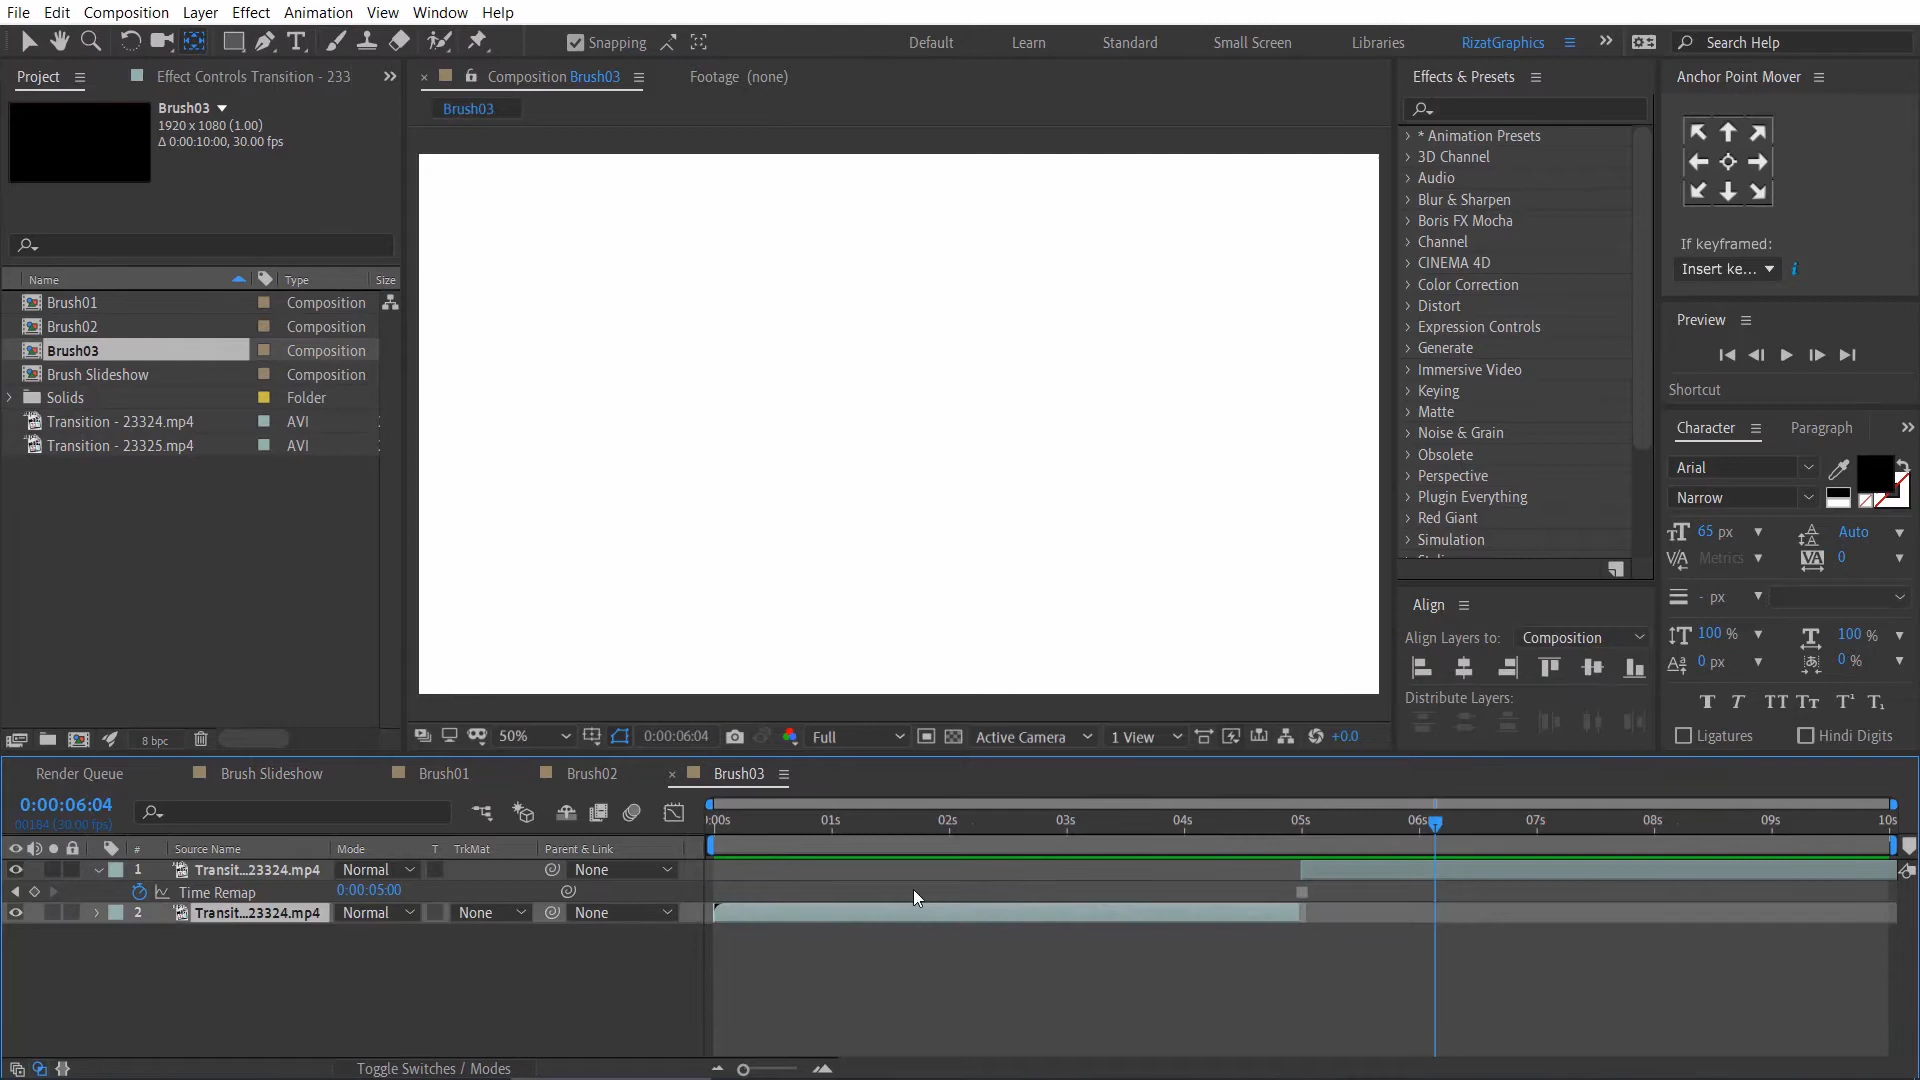 File Edit Composition Layer Effect Animation View Window Help
Snapping Default Learn Standard Small Screen Libraries RizatGraphics Search Help
Project Effect Controls Transition - 233
Brush03
1920 x 1080 (1.00)
Δ 0:00:10:00, 30.00 fps
Name Type Size
Brush01 Composition
Brush02 Composition
Brush03 Composition
Brush Slideshow Composition
Solids Folder
Transition - 23324.mp4 AVI
Transition - 23325.mp4 AVI
8 bpc
Composition Brush03 Footage (none)
Brush03
50% 0:00:06:04 Full Active Camera 1 View +0.0
Effects & Presets
* Animation Presets
3D Channel
Audio
Blur & Sharpen
Boris FX Mocha
Channel
CINEMA 4D
Color Correction
Distort
Expression Controls
Generate
Immersive Video
Keying
Matte
Noise & Grain
Obsolete
Perspective
Plugin Everything
Red Giant
Simulation
Align
Align Layers to: Composition
Distribute Layers:
Anchor Point Mover
If keyframed:
Insert ke...
Preview
Shortcut
Character Paragraph
Arial
Narrow
65 px Auto
Metrics 0
- px
100 % 100 %
0 px 0 %
T T TT Tt T¹ T₁
Ligatures Hindi Digits
Render Queue Brush Slideshow Brush01 Brush02 Brush03
0:00:06:04
00184 (30.00 fps)
:00s 01s 02s 03s 04s 05s 06s 07s 08s 09s 10s
# Source Name Mode T TrkMat Parent & Link
1 Transit...23324.mp4 Normal None
Time Remap 0:00:05:00
2 Transit...23324.mp4 Normal None None
Toggle Switches / Modes